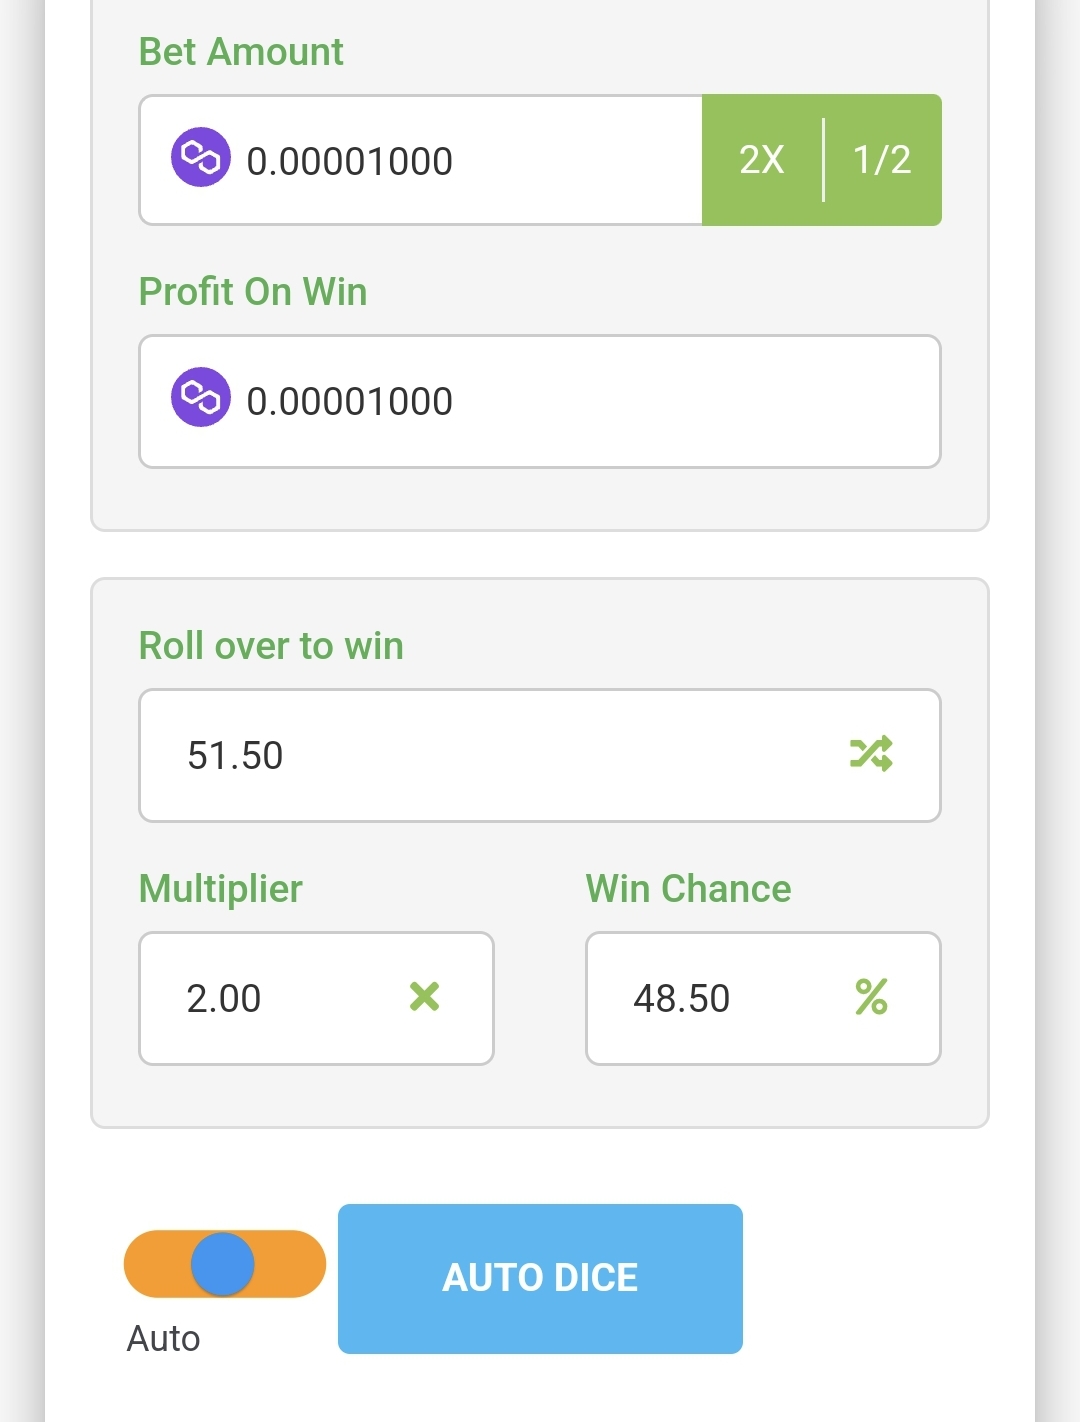 Bet Amount
0.00001000 2X 1/2
Profit On Win
0.00001000
Roll over to win
51.50
Multiplier Win Chance
2.00 48.50 %
AUTO DICE
Auto